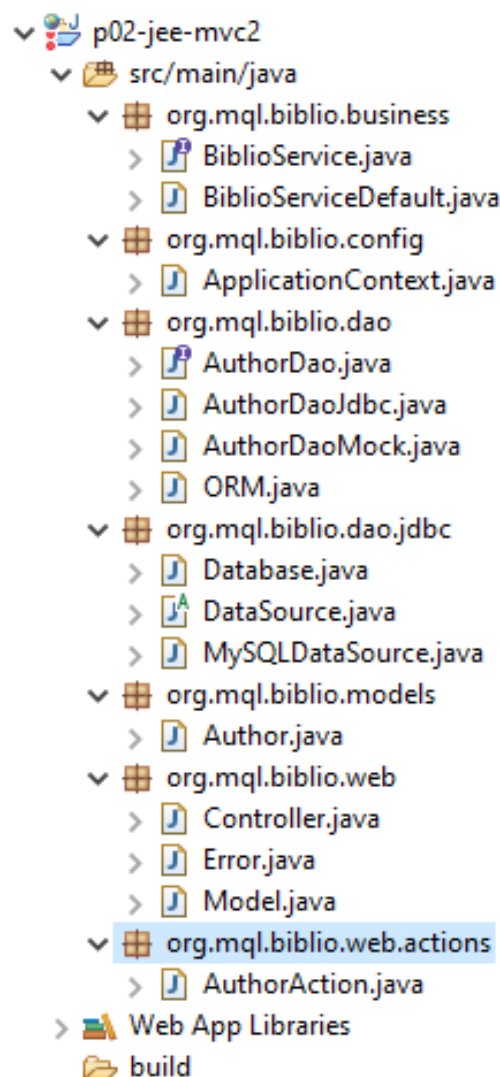 p02-jee-mvc2
src/main/java
org.mql.biblio.business
BiblioService.java
BiblioServiceDefault.java
org.mql.biblio.config
ApplicationContext.java
org.mql.biblio.dao
AuthorDao.java
AuthorDaoJdbc.java
AuthorDaoMock.java
ORM.java
org.mql.biblio.dao.jdbc
Database.java
DataSource.java
MySQLDataSource.java
org.mql.biblio.models
Author.java
org.mql.biblio.web
Controller.java
Error.java
Model.java
org.mql.biblio.web.actions
AuthorAction.java
Web App Libraries
build